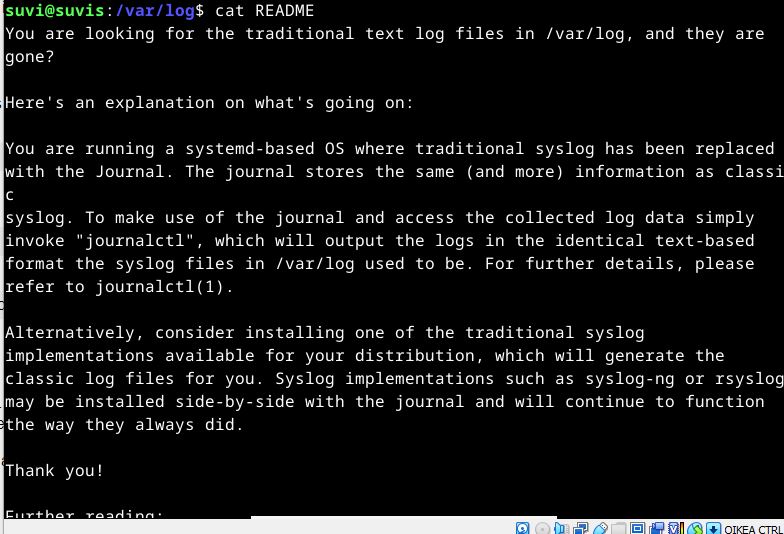 suvi@suvis:/var/log$ cat README
You are looking for the traditional text log files in /var/log, and they are
gone?
Here's an explanation on what's going on:
You are running a systemd-based OS where traditional syslog has been replaced
with the Journal. The journal stores the same (and more) information as classi
c
syslog. To make use of the journal and access the collected log data simply
invoke "journalctl", which will output the logs in the identical text-based
format the syslog files in /var/log used to be. For further details, please
refer to journalctl(1).
Alternatively, consider installing one of the traditional syslog
implementations available for your distribution, which will generate the
classic log files for you. Syslog implementations such as syslog-ng or rsyslog
may be installed side-by-side with the journal and will continue to function
the way they always did.
Thank you!
Further reading:
OIKEA CTRL